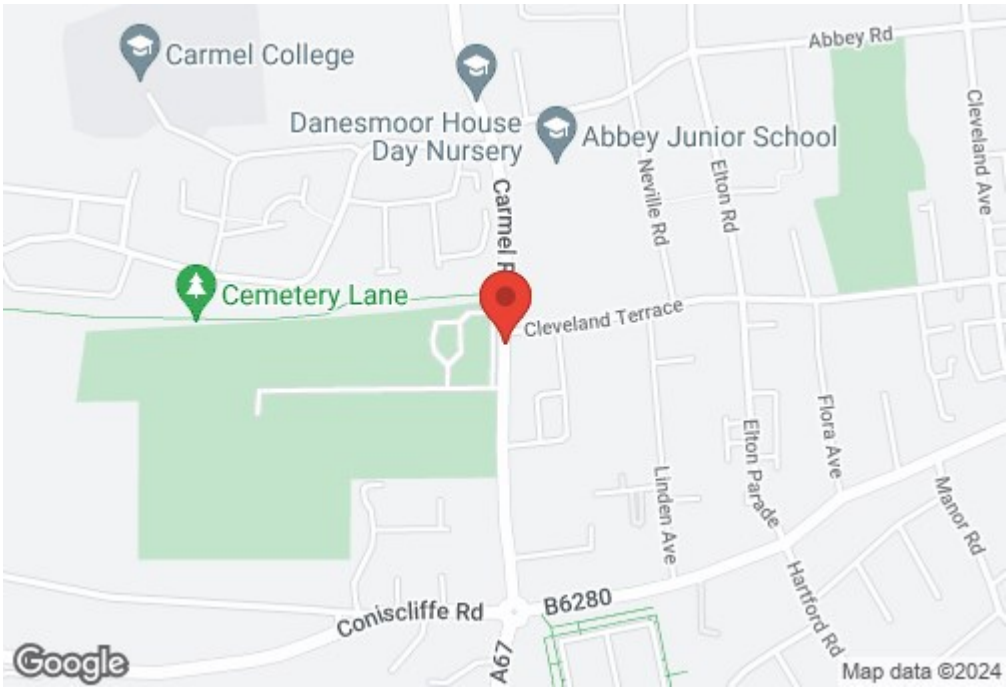 Abbey Rd
Carmel College
Danesmoor House
Day Nursery
Abbey Junior School
Cleveland Ave
Neville Rd
Elton Rd
Carmel R
Cemetery Lane
Cleveland Terrace
Flora Ave
Elton Parade
Linden Ave
Manor Rd
Hartford Rd
B6280
Coniscliffe Rd
A67
Google
Map data ©2024